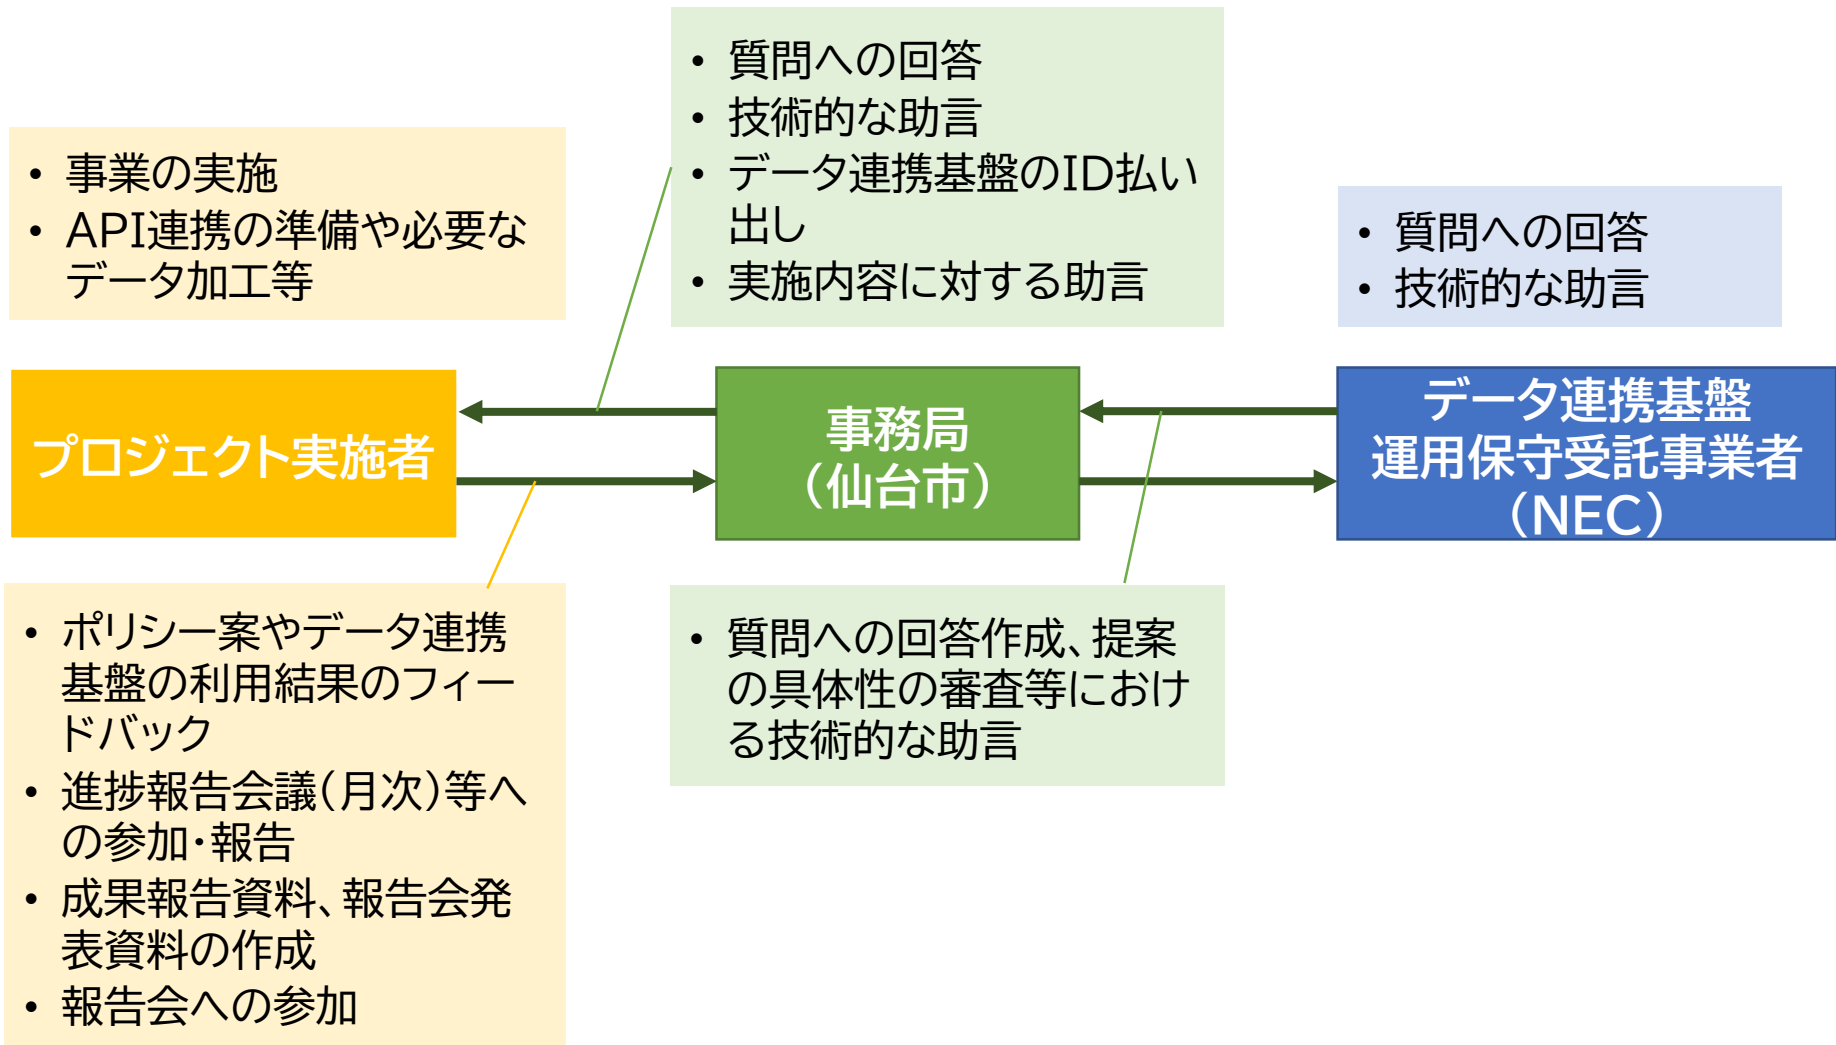 • 事業の実施
• API連携の準備や必要な
データ加工等
• 質問への回答
• 技術的な助言
• データ連携基盤のID払い
出し
• 実施内容に対する助言
• 質問への回答
• 技術的な助言
プロジェクト実施者
事務局
（仙台市）
データ連携基盤
運用保守受託事業者
（NEC）
• ポリシー案やデータ連携
基盤の利用結果のフィー
ドバック
• 進捗報告会議（月次）等へ
の参加・報告
• 成果報告資料、報告会発
表資料の作成
• 報告会への参加
• 質問への回答作成、提案
の具体性の審査等におけ
る技術的な助言